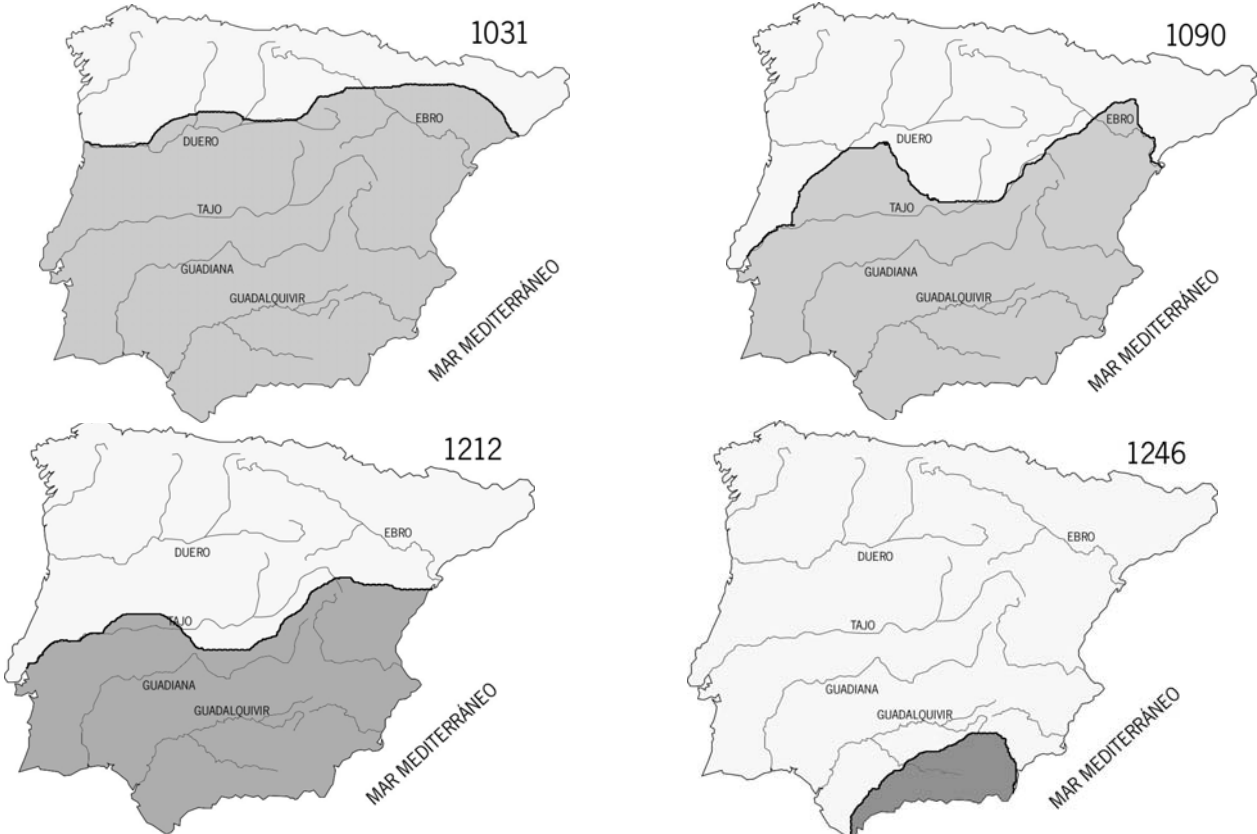 1031
EBRO
DUERO
TAJO
GUADIANA
GUADALQUIVIR
MAR MEDITERRÁNEO
1090
EBRO
DUERO
TAJO
GUADIANA
GUADALQUIVIR
MAR MEDITERRÁNEO
1212
EBRO
DUERO
TAJO
GUADIANA
GUADALQUIVIR
MAR MEDITERRÁNEO
1246
EBRO
DUERO
TAJO
GUADIANA
GUADALQUIVIR
MAR MEDITERRÁNEO